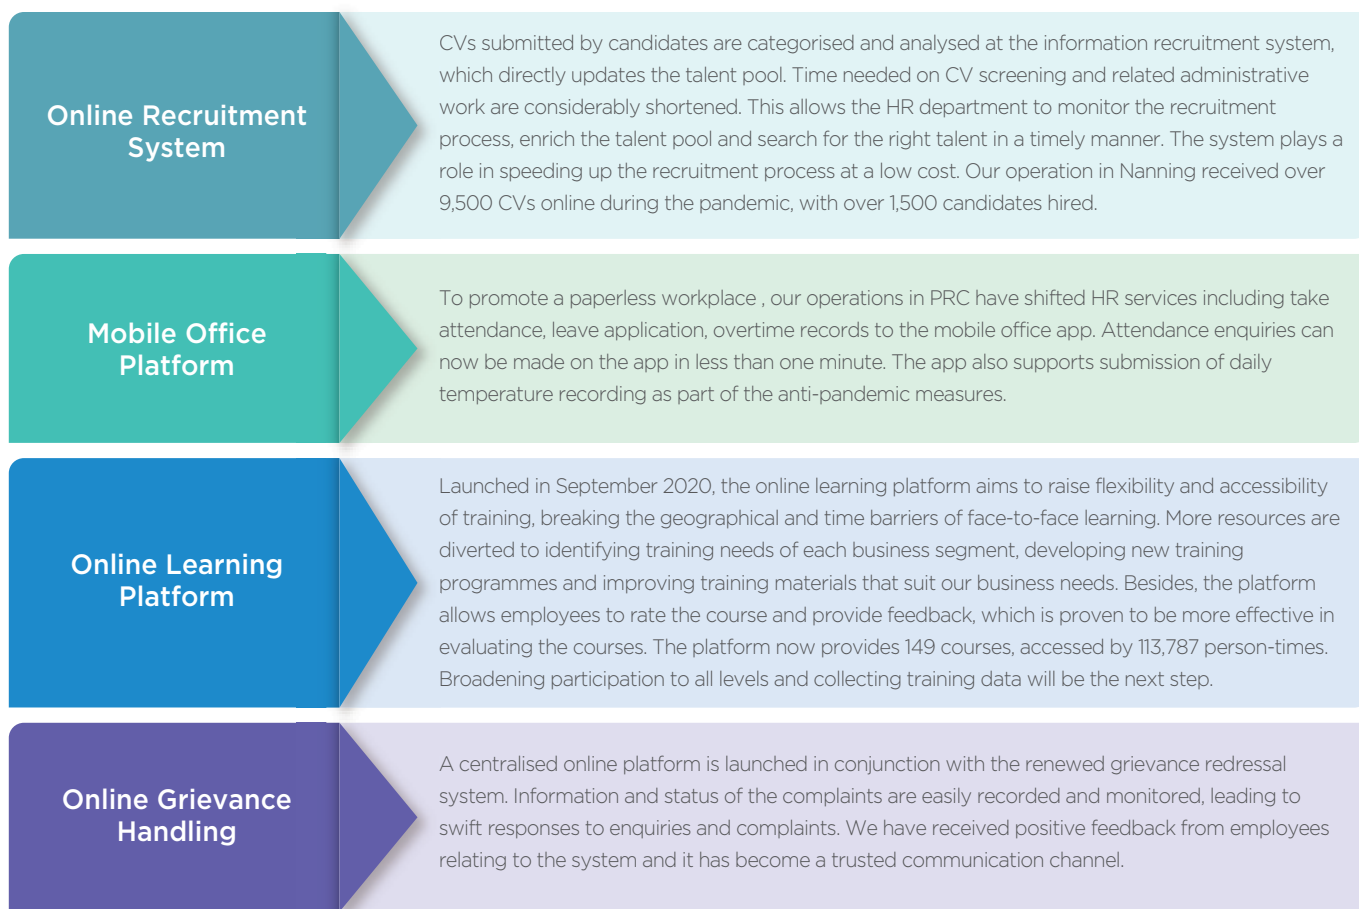 Online Recruitment
System
CVs submitted by candidates are categorised and analysed at the information recruitment system,
which directly updates the talent pool. Time needed on CV screening and related administrative
work are considerably shortened. This allows the HR department to monitor the recruitment
process, enrich the talent pool and search for the right talent in a timely manner. The system plays a
role in speeding up the recruitment process at a low cost. Our operation in Nanning received over
9,500 CVs online during the pandemic, with over 1,500 candidates hired.
Mobile Office
Platform
To promote a paperless workplace , our operations in PRC have shifted HR services including take
attendance, leave application, overtime records to the mobile office app. Attendance enquiries can
now be made on the app in less than one minute. The app also supports submission of daily
temperature recording as part of the anti-pandemic measures.
Online Learning
Platform
Launched in September 2020, the online learning platform aims to raise flexibility and accessibility
of training, breaking the geographical and time barriers of face-to-face learning. More resources are
diverted to identifying training needs of each business segment, developing new training
programmes and improving training materials that suit our business needs. Besides, the platform
allows employees to rate the course and provide feedback, which is proven to be more effective in
evaluating the courses. The platform now provides 149 courses, accessed by 113,787 person-times.
Broadening participation to all levels and collecting training data will be the next step.
Online Grievance
Handling
A centralised online platform is launched in conjunction with the renewed grievance redressal
system. Information and status of the complaints are easily recorded and monitored, leading to
swift responses to enquiries and complaints. We have received positive feedback from employees
relating to the system and it has become a trusted communication channel.